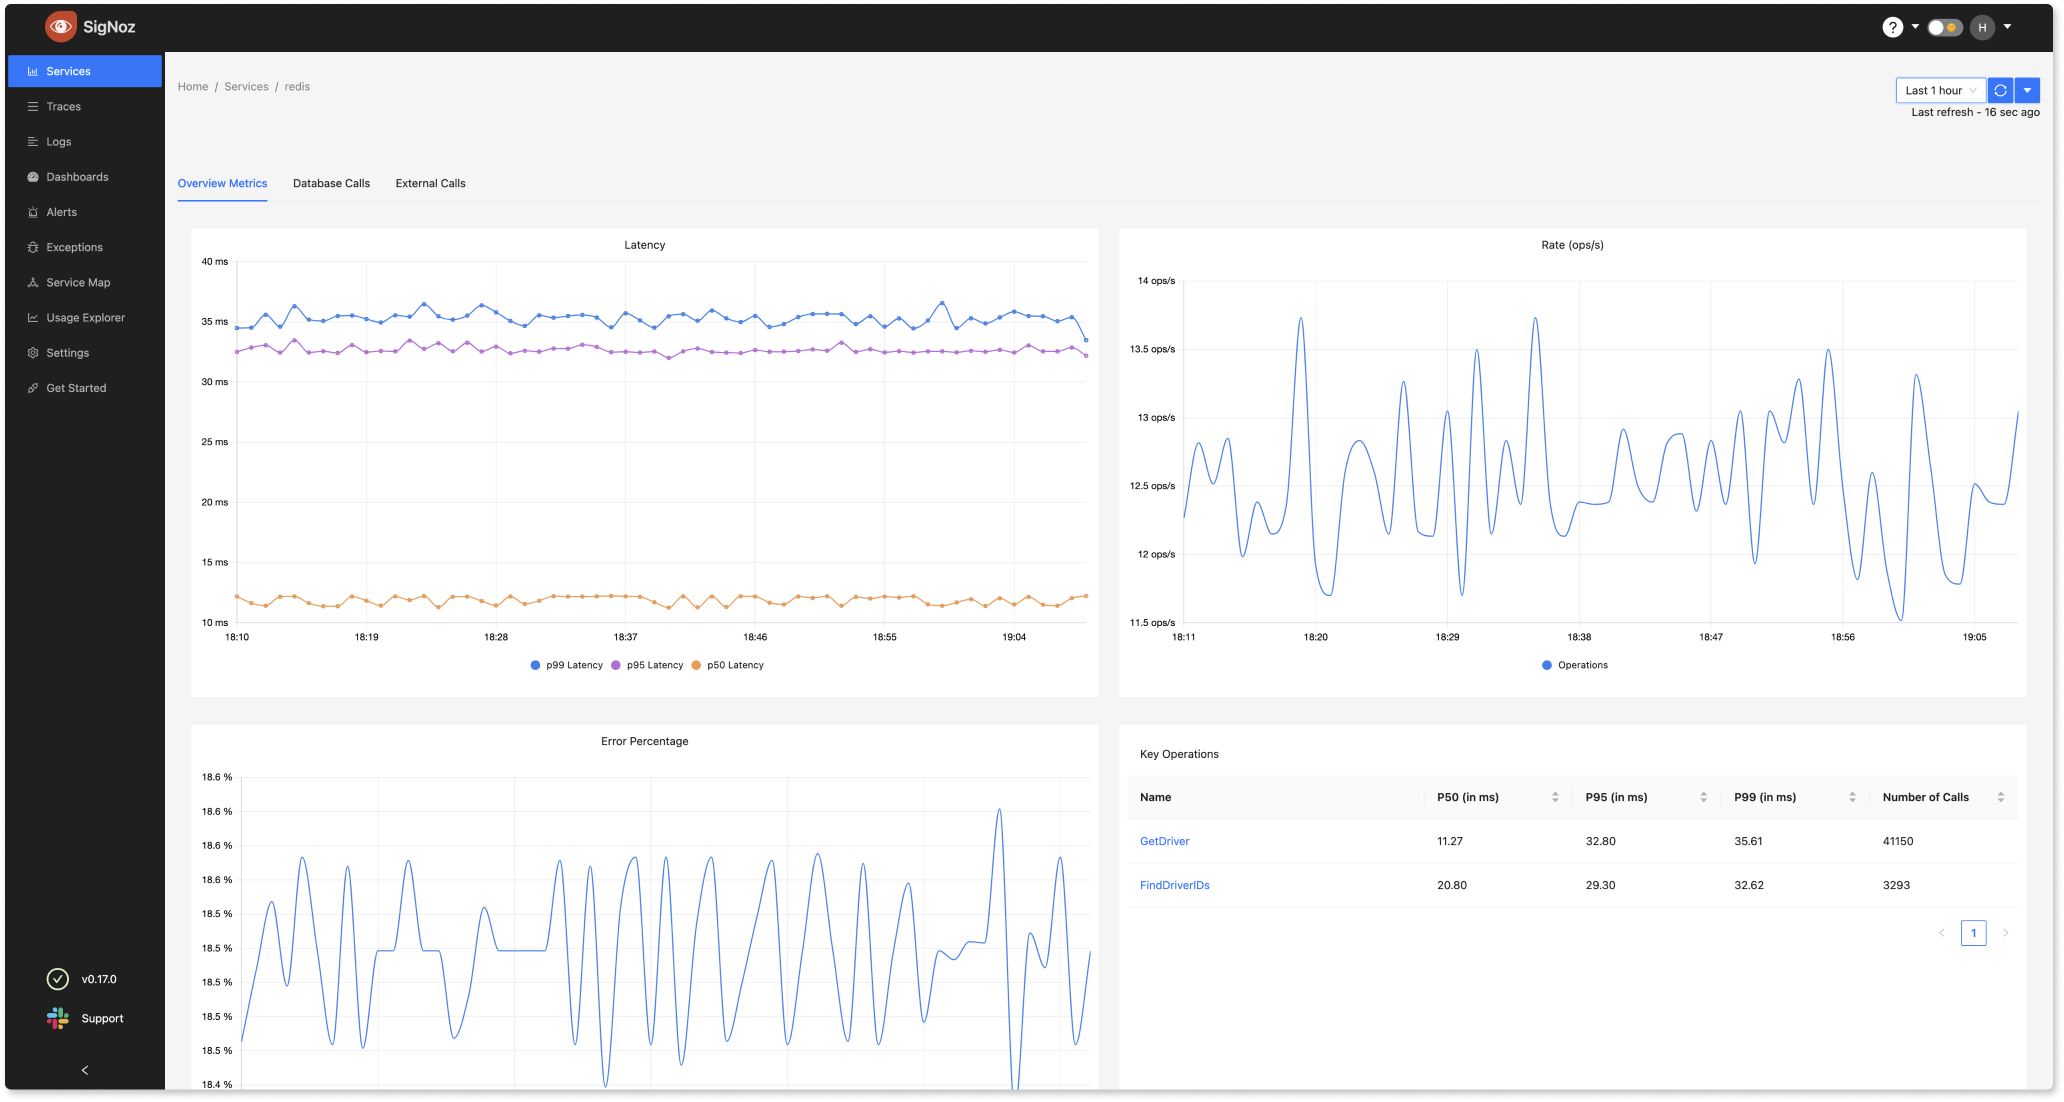 SigNoz
?
H
Services
Traces
Logs
Dashboards
Alerts
Exceptions
Service Map
Usage Explorer
Settings
Get Started
v0.17.0
Support
Home / Services / redis
Last 1 hour
Last refresh - 16 sec ago
Overview Metrics Database Calls External Calls
Latency
40 ms
35 ms
30 ms
25 ms
20 ms
15 ms
10 ms
18:10 18:19 18:28 18:37 18:46 18:55 19:04
p99 Latency p95 Latency p50 Latency
Rate (ops/s)
14 ops/s
13.5 ops/s
13 ops/s
12.5 ops/s
12 ops/s
11.5 ops/s
18:11 18:20 18:29 18:38 18:47 18:56 19:05
Operations
Error Percentage
18.6 %
18.6 %
18.6 %
18.6 %
18.5 %
18.5 %
18.5 %
18.5 %
18.5 %
18.4 %
Key Operations
Name P50 (in ms) P95 (in ms) P99 (in ms) Number of Calls
GetDriver 11.27 32.80 35.61 41150
FindDriverIDs 20.80 29.30 32.62 3293
< 1 >